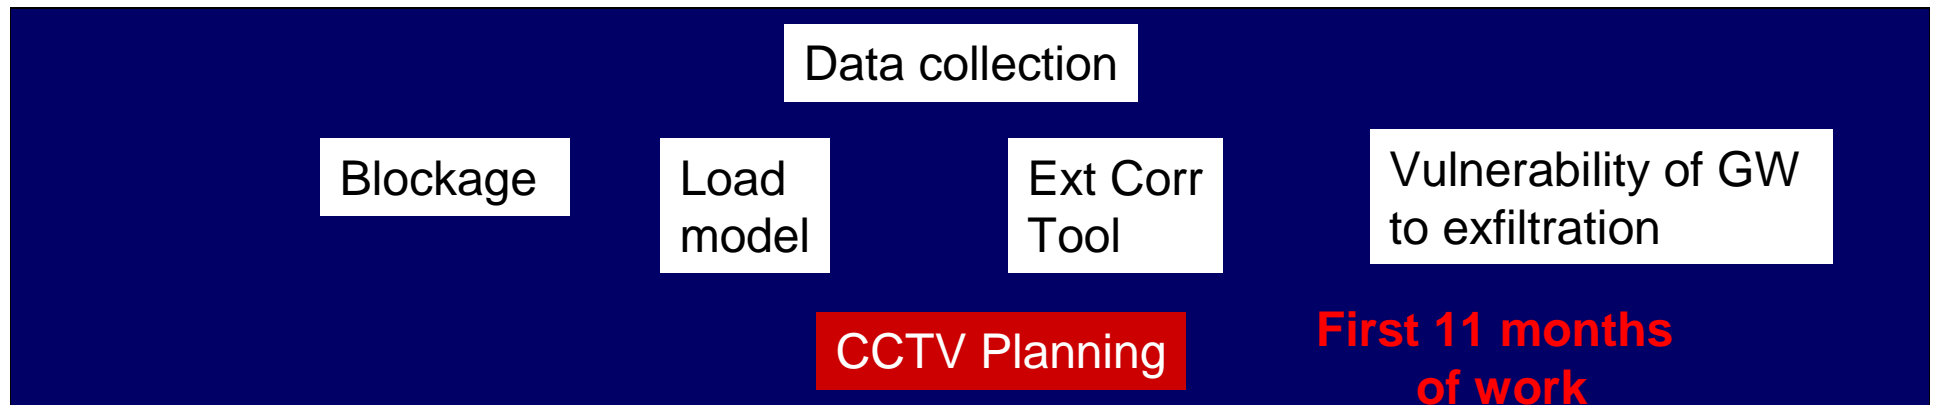 Data collection
Blockage
Load
model
Ext Corr
Tool
Vulnerability of GW
to exfiltration
CCTV Planning
First 11 months
of work